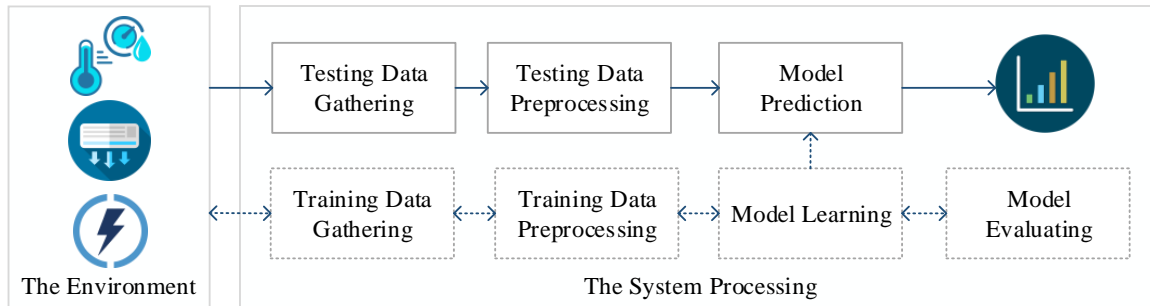 Testing Data
Gathering
Testing Data
Preprocessing
Model
Prediction
Training Data
Gathering
Training Data
Preprocessing
Model Learning
Model
Evaluating
The Environment
The System Processing